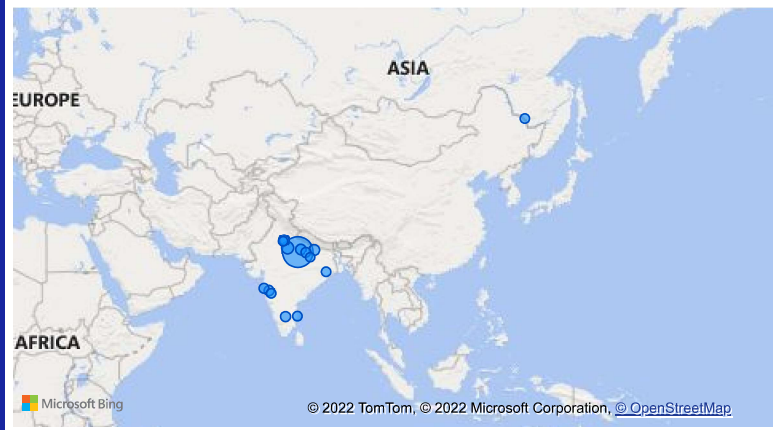 ASIA
EUROPE
AFRICA
Microsoft Bing
© 2022 TomTom, © 2022 Microsoft Corporation, © OpenStreetMap